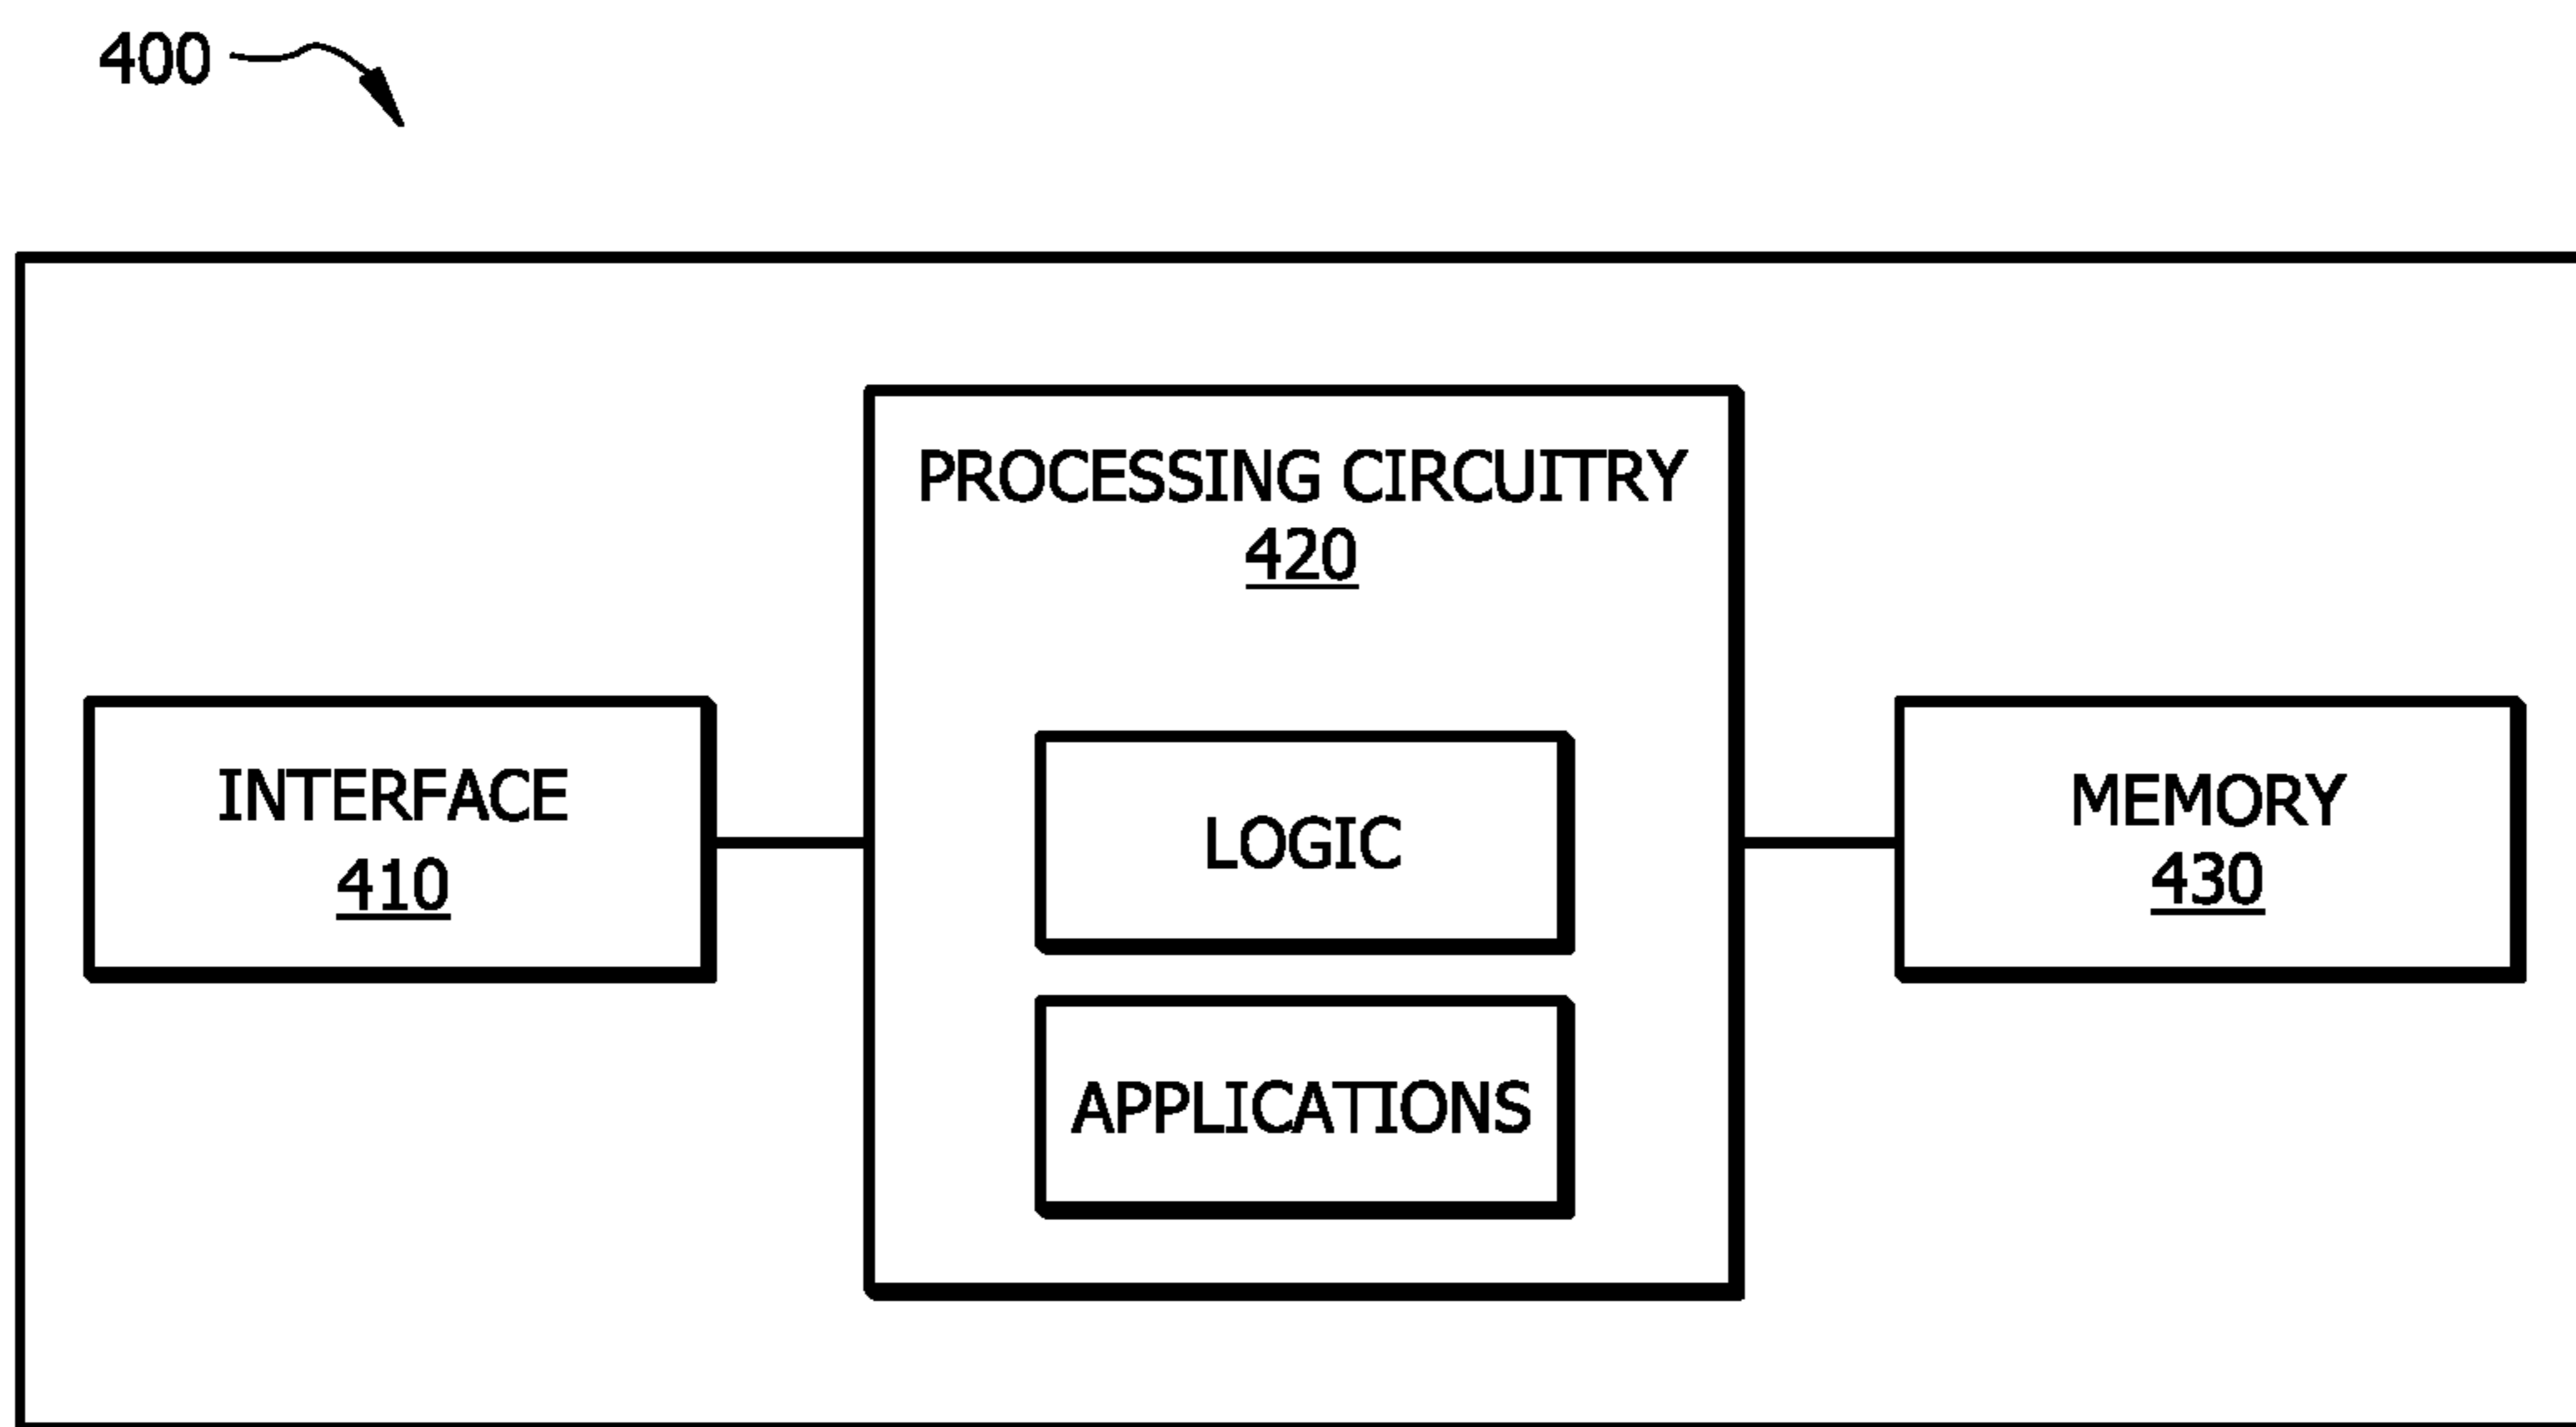 400
PROCESSING CIRCUITRY
420
INTERFACE
410
LOGIC
APPLICATIONS
MEMORY
430